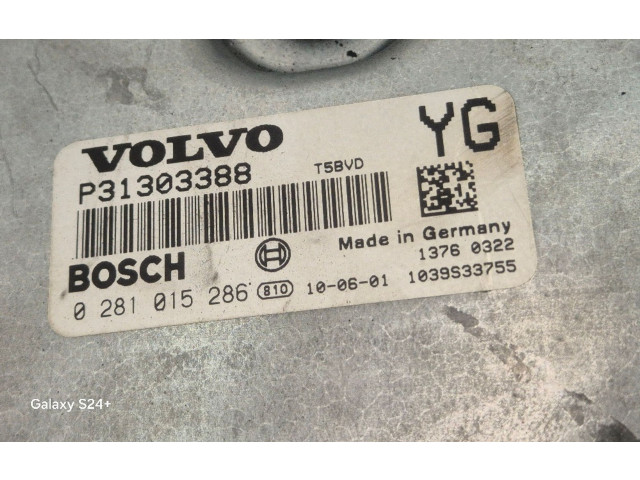 VOLVO YG
P31303388 T5BVD
Made in Germany
BOSCH 1376 0322
0 281 015 286 810 10-06-01 1039S33755
Galaxy S24+